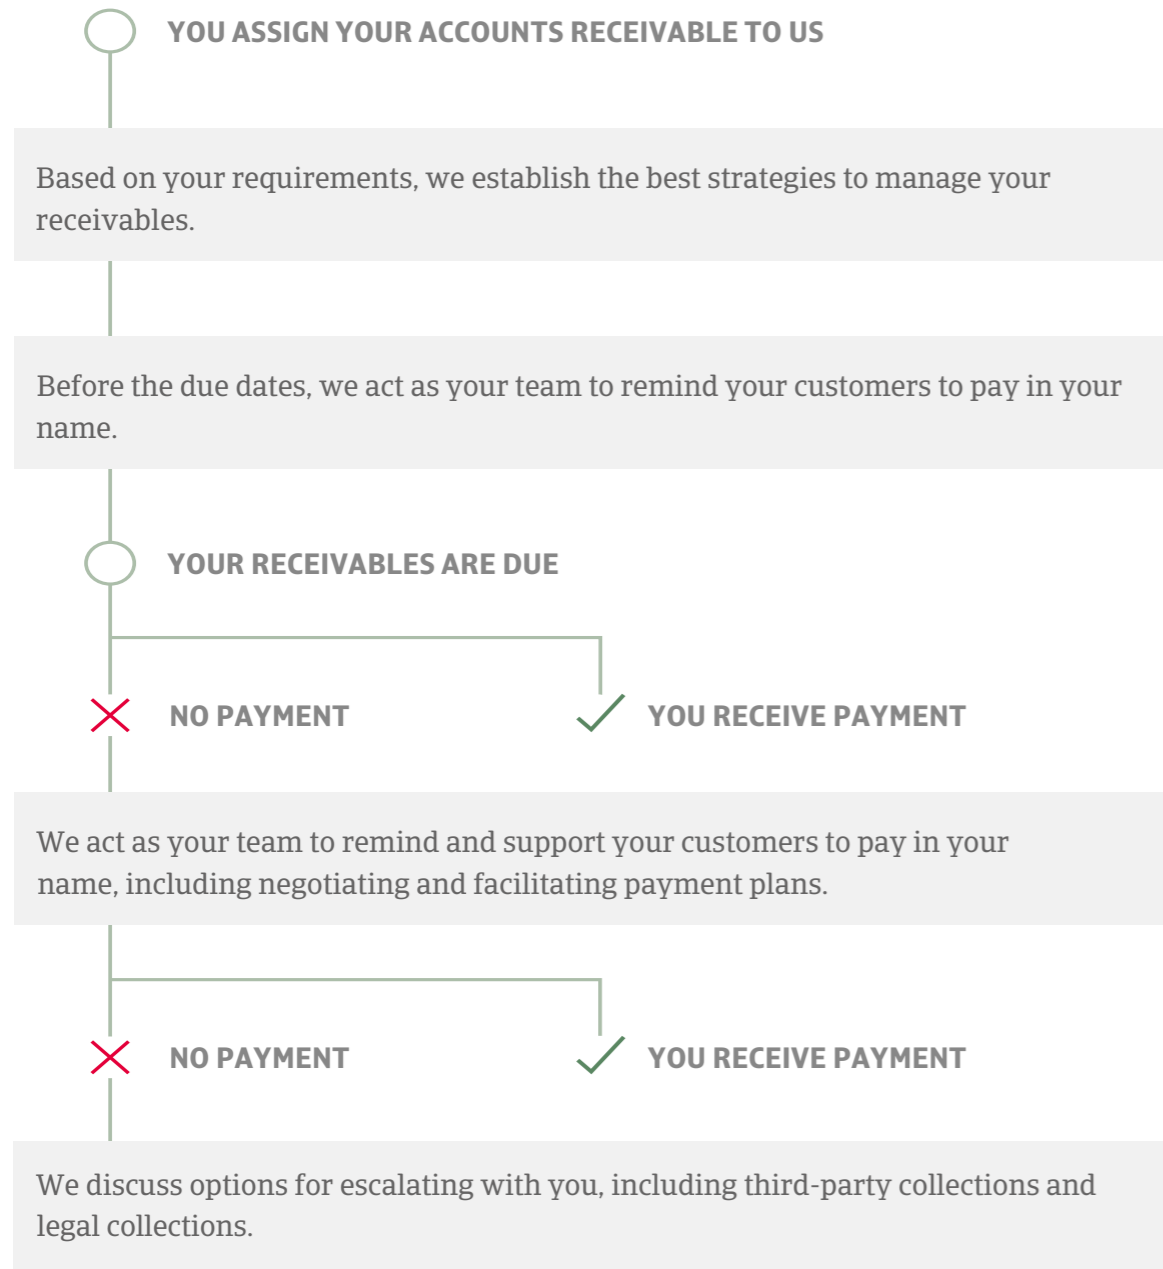 YOU ASSIGN YOUR ACCOUNTS RECEIVABLE TO US
Based on your requirements, we establish the best strategies to manage your
receivables.
Before the due dates, we act as your team to remind your customers to pay in your
name.
YOUR RECEIVABLES ARE DUE
NO PAYMENT
YOU RECEIVE PAYMENT
We act as your team to remind and support your customers to pay in your
name, including negotiating and facilitating payment plans.
NO PAYMENT
YOU RECEIVE PAYMENT
We discuss options for escalating with you, including third-party collections and
legal collections.